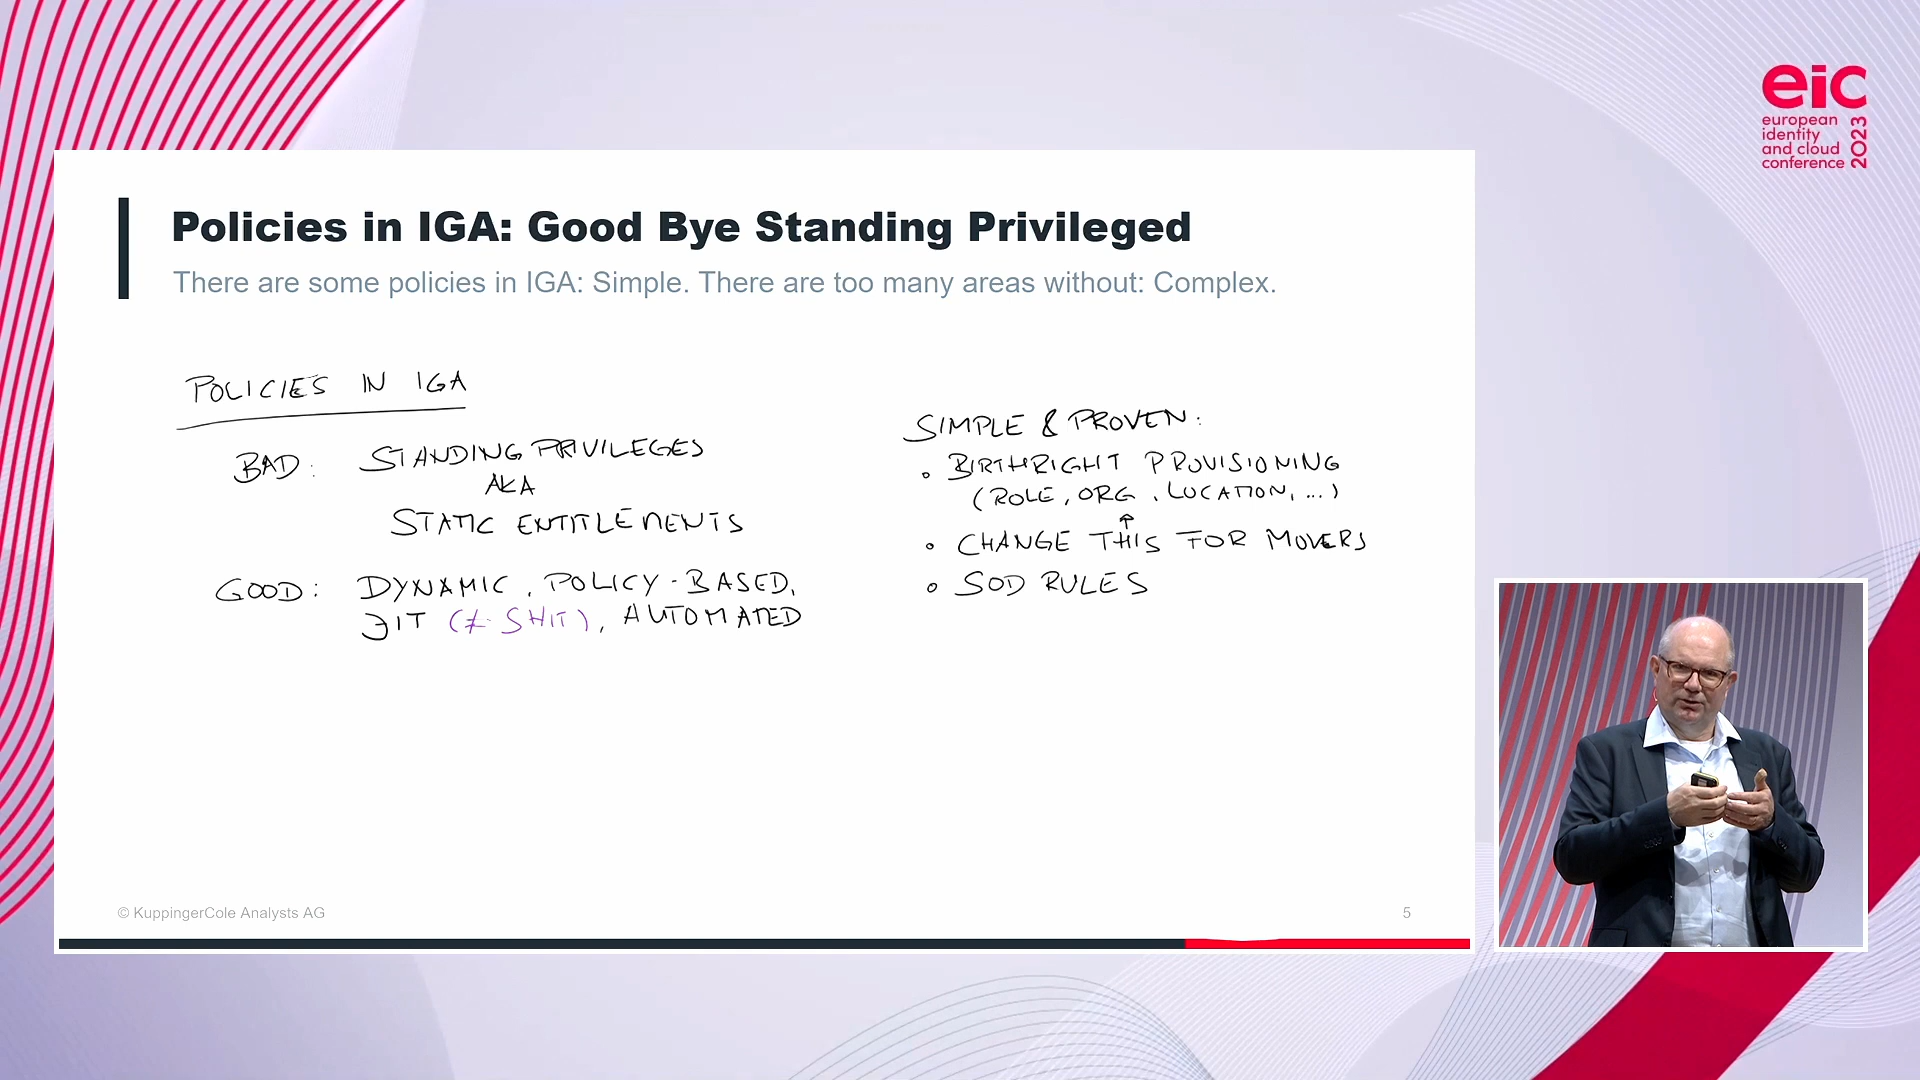 eic
european
identity
and cloud
conference
2023
Policies in IGA: Good Bye Standing Privileged
There are some policies in IGA: Simple. There are too many areas without: Complex.
POLICIES IN IGA
BAD: STANDING PRIVILEGES
AKA
STATIC ENTITLEMENTS
GOOD: DYNAMIC, POLICY-BASED,
JIT (≠ SHIT), AUTOMATED
SIMPLE & PROVEN:
• BIRTHRIGHT PROVISIONING
(ROLE, ORG, LOCATION, ...)
• CHANGE THIS FOR MOVERS
• SOD RULES
© KuppingerCole Analysts AG
5